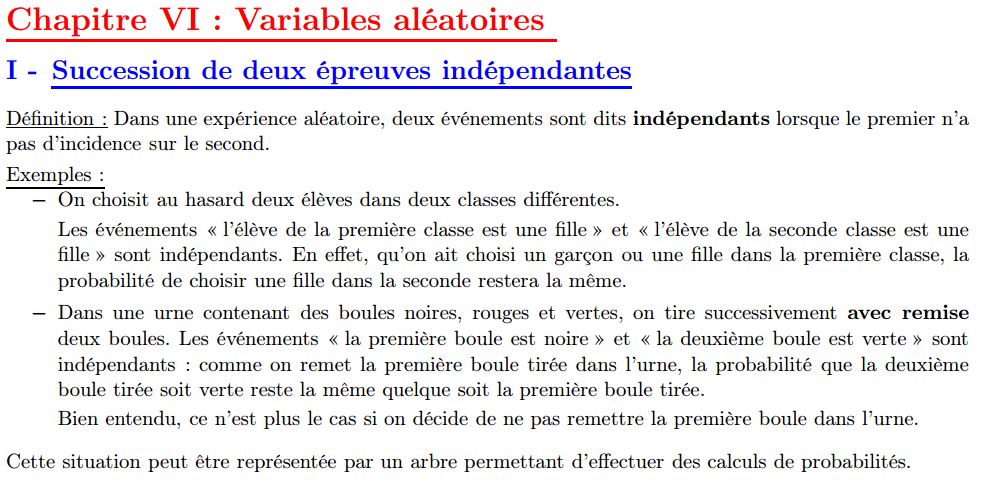 Chapitre VI : Variables aléatoires
I - Succession de deux épreuves indépendantes
Définition : Dans une expérience aléatoire, deux événements sont dits indépendants lorsque le premier n'a
pas d'incidence sur le second.
Exemples :
– On choisit au hasard deux élèves dans deux classes différentes.
Les événements « l'élève de la première classe est une fille » et « l'élève de la seconde classe est une
fille » sont indépendants. En effet, qu'on ait choisi un garçon ou une fille dans la première classe, la
probabilité de choisir une fille dans la seconde restera la même.
– Dans une urne contenant des boules noires, rouges et vertes, on tire successivement avec remise
deux boules. Les événements « la première boule est noire » et « la deuxième boule est verte » sont
indépendants : comme on remet la première boule tirée dans l'urne, la probabilité que la deuxième
boule tirée soit verte reste la même quelque soit la première boule tirée.
Bien entendu, ce n'est plus le cas si on décide de ne pas remettre la première boule dans l'urne.
Cette situation peut être représentée par un arbre permettant d'effectuer des calculs de probabilités.